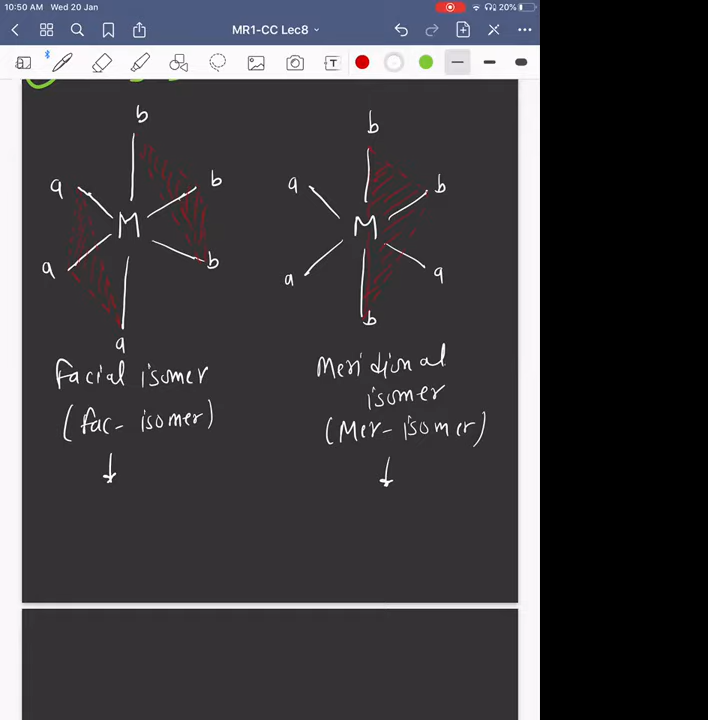 10:50 AM Wed 20 Jan
20%
MR1-CC Lec8
T
b
a
b
M
a
b
a
b
a
b
M
a
a
b
Facial isomer
(fac- isomer)
Meridional
isomer
(Mer- isomer)